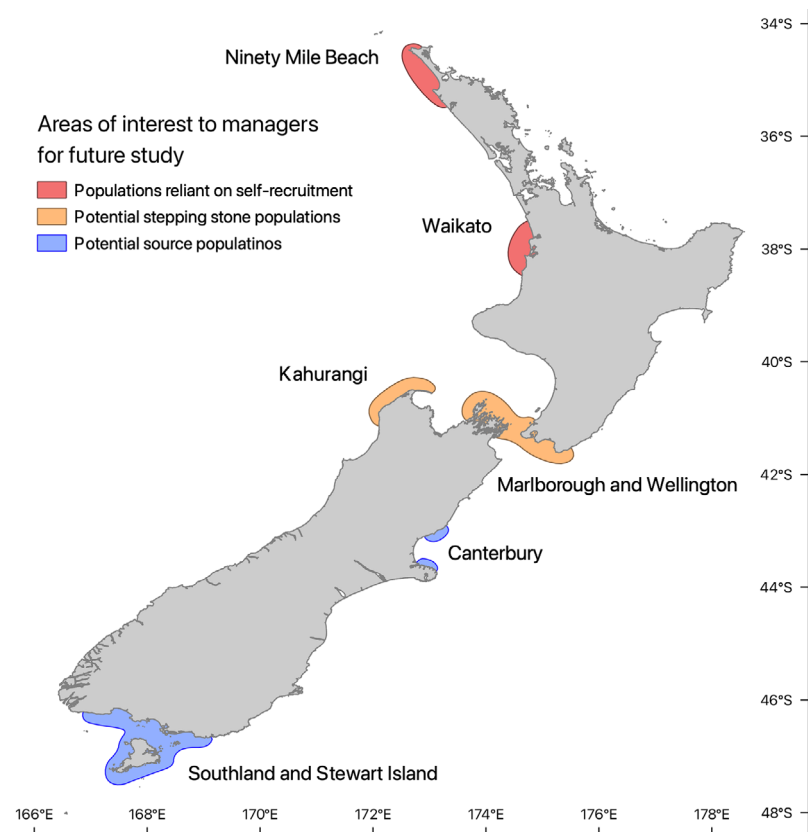 34°S
Ninety Mile Beach
Areas of interest to managers
for future study
36°S
Populations reliant on self-recruitment
Potential stepping stone populations
Waikato
Potential source populatinos
38°S
40°S
Kahurangi
42°S
Marlborough and Wellington
Canterbury
44°S
46°S
Southland and Stewart Island
48°S
166°E 168°E 170°E 172°E 174°E 176°E 178°E